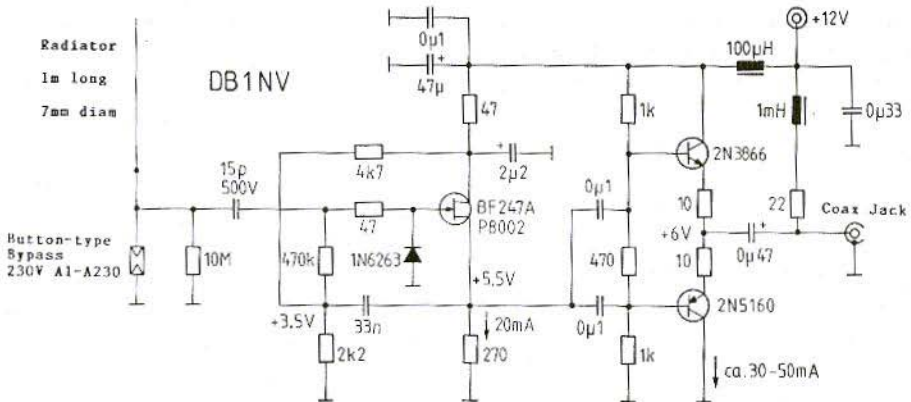 Radiator
1m long
7mm diam
DB1NV
0µ1
47µ
+
47
4k7
+
2µ2
15p
500V
47
BF247A
P8002
Button-type
Bypass
230V A1-A230
10M
470k
1N6263
+5.5V
+3.5V
33n
20mA
2k2
270
0µ1
0µ1
1k
470
1k
2N3866
10
+6V
10
2N5160
ca.30-50mA
100µH
+12V
1mH
0µ33
22
+
0µ47
Coax Jack